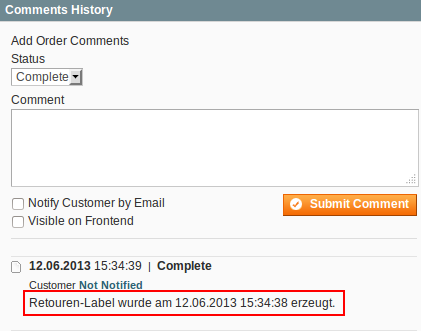 Comments History
Add Order Comments
Status
Complete
Comment
Notify Customer by Email
Submit Comment
Visible on Frontend
12.06.2013 15:34:39 | Complete
Customer Not Notified
Retouren-Label wurde am 12.06.2013 15:34:38 erzeugt.